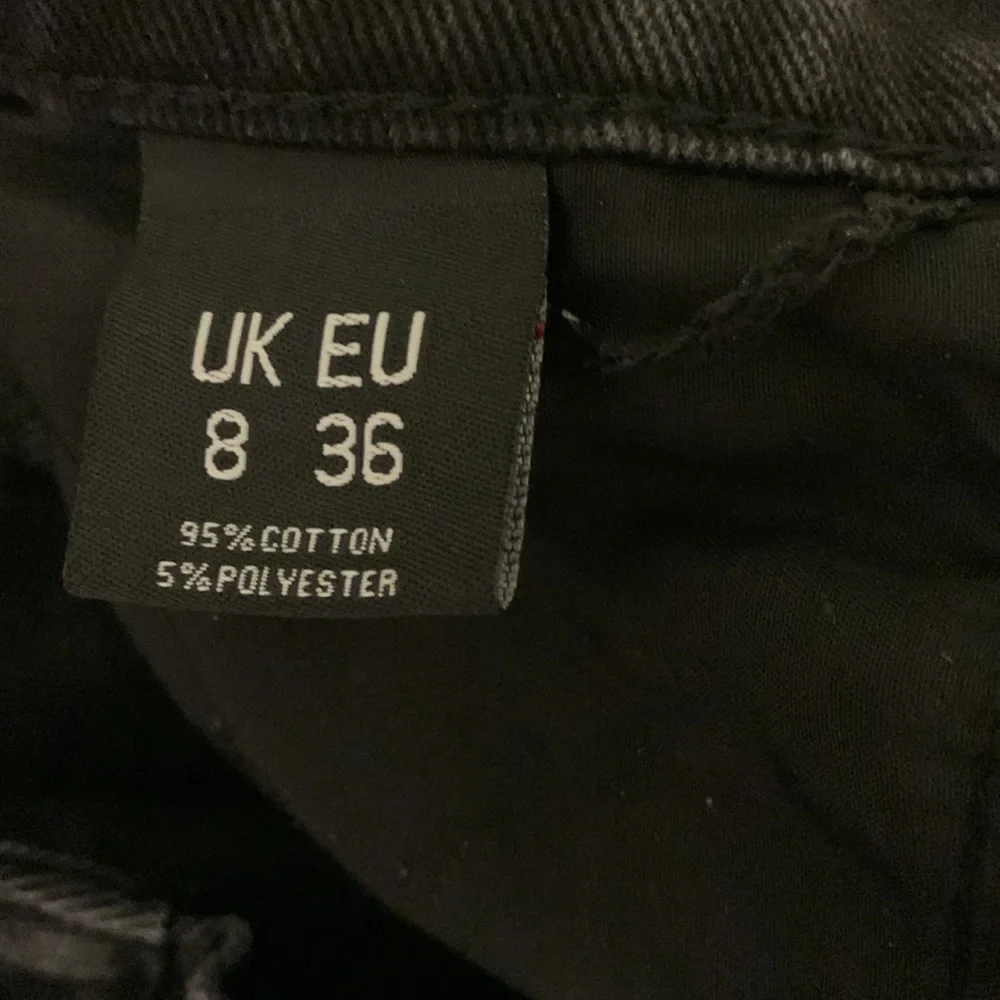 UK EU
8 36
95%COTTON
5%POLYESTER